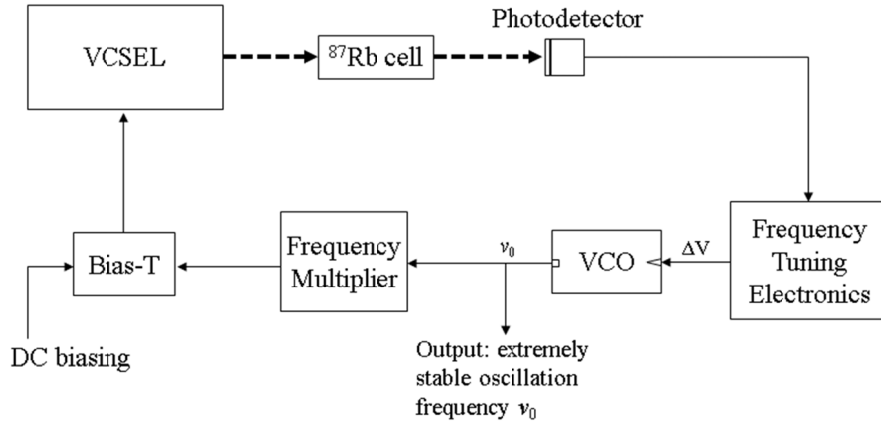 Photodetector
VCSEL
⁸⁷Rb cell
Frequency
Tuning
Electronics
ΔV
VCO
ν₀
Frequency
Multiplier
Bias-T
DC biasing
Output: extremely
stable oscillation
frequency ν₀